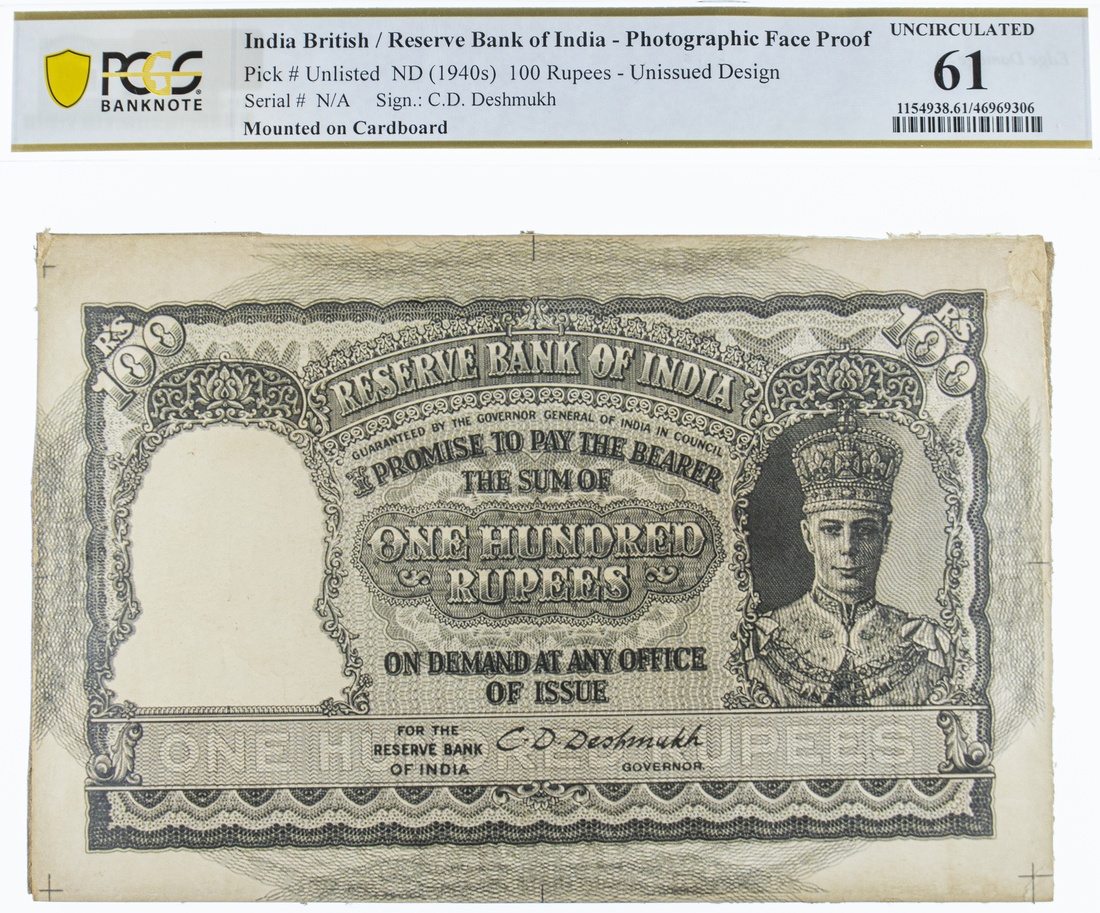 PCGS
BANKNOTE
India British / Reserve Bank of India - Photographic Face Proof
Pick # Unlisted ND (1940s) 100 Rupees - Unissued Design
Serial # N/A Sign.: C.D. Deshmukh
Mounted on Cardboard
UNCIRCULATED
61
1154938.61/46969306
RS 100
RS 100
RESERVE BANK OF INDIA
GUARANTEED BY THE GOVERNOR GENERAL OF INDIA IN COUNCIL
I PROMISE TO PAY THE BEARER
THE SUM OF
ONE HUNDRED
RUPEES
ON DEMAND AT ANY OFFICE
OF ISSUE
ONE HUNDRED RUPEES
FOR THE
RESERVE BANK
OF INDIA
C. D. Deshmukh
GOVERNOR.